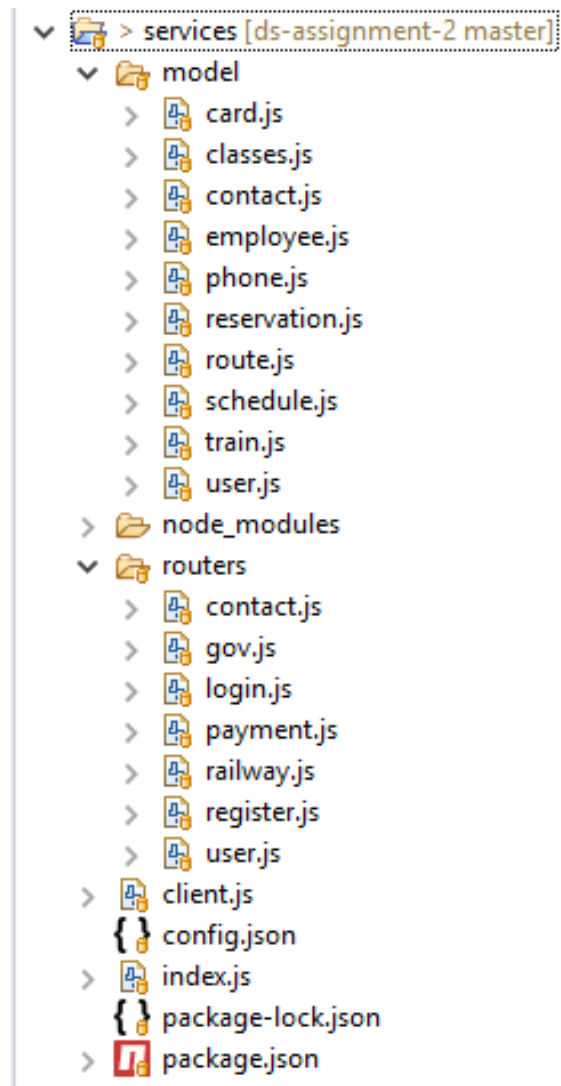 > services [ds-assignment-2 master]
model
card.js
classes.js
contact.js
employee.js
phone.js
reservation.js
route.js
schedule.js
train.js
user.js
node_modules
routers
contact.js
gov.js
login.js
payment.js
railway.js
register.js
user.js
client.js
config.json
index.js
package-lock.json
package.json